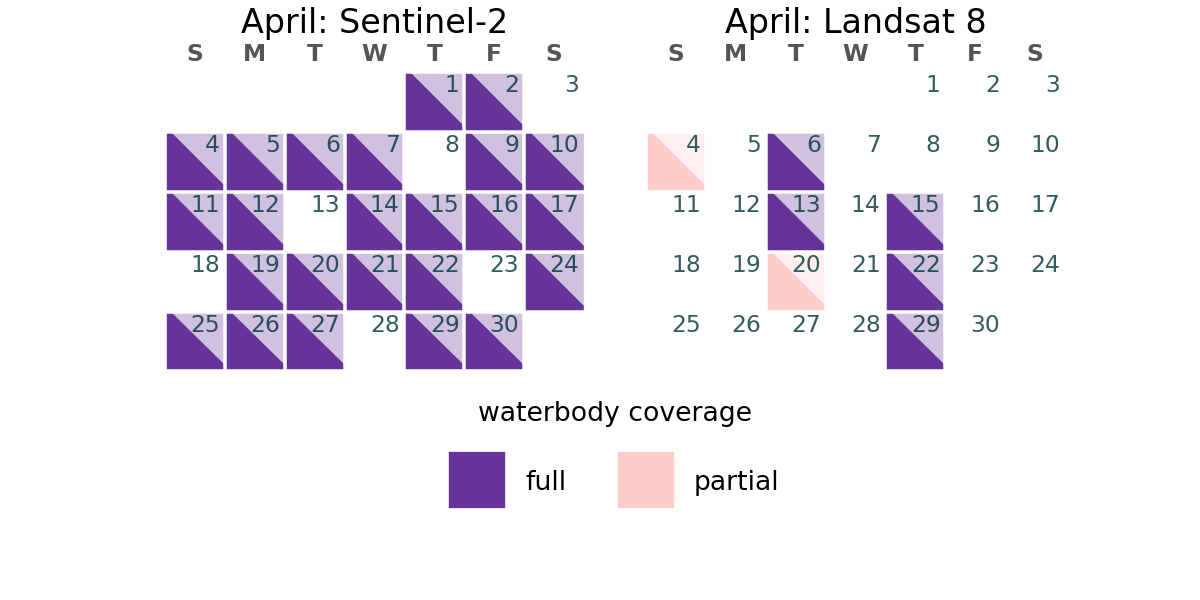 April: Sentinel-2
S M T W T F S
1 2 3
4 5 6 7 8 9 10
11 12 13 14 15 16 17
18 19 20 21 22 23 24
25 26 27 28 29 30
April: Landsat 8
S M T W T F S
1 2 3
4 5 6 7 8 9 10
11 12 13 14 15 16 17
18 19 20 21 22 23 24
25 26 27 28 29 30
waterbody coverage
full
partial